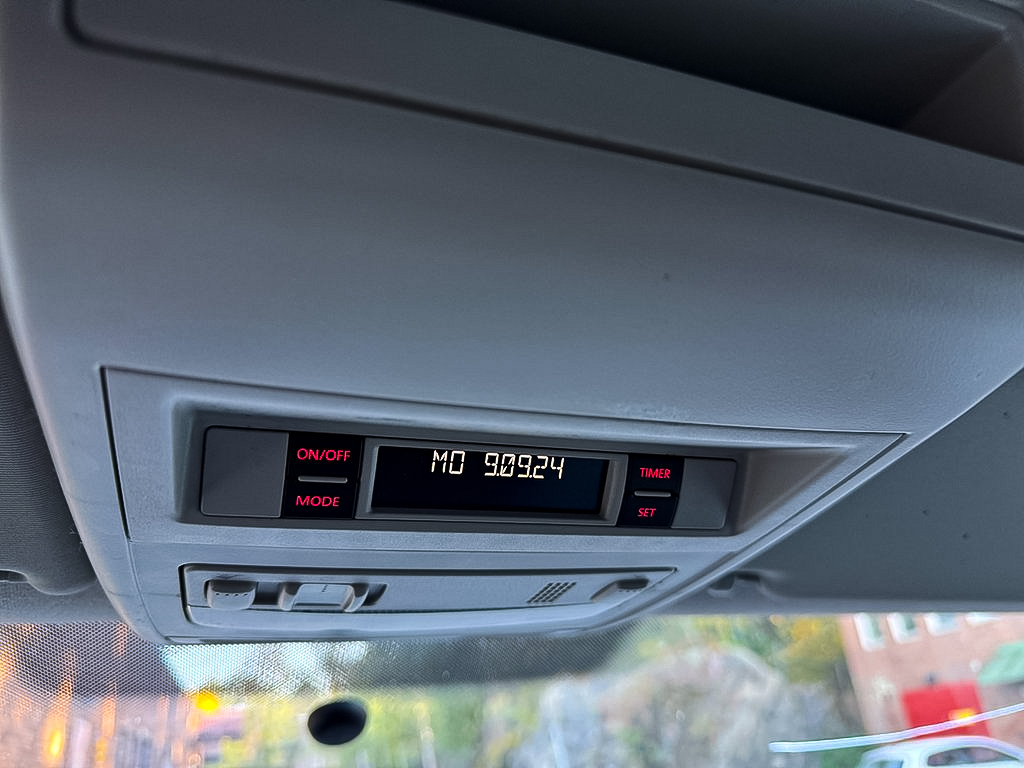 ON/OFF
MODE
MO 9.09.24
TIMER
SET